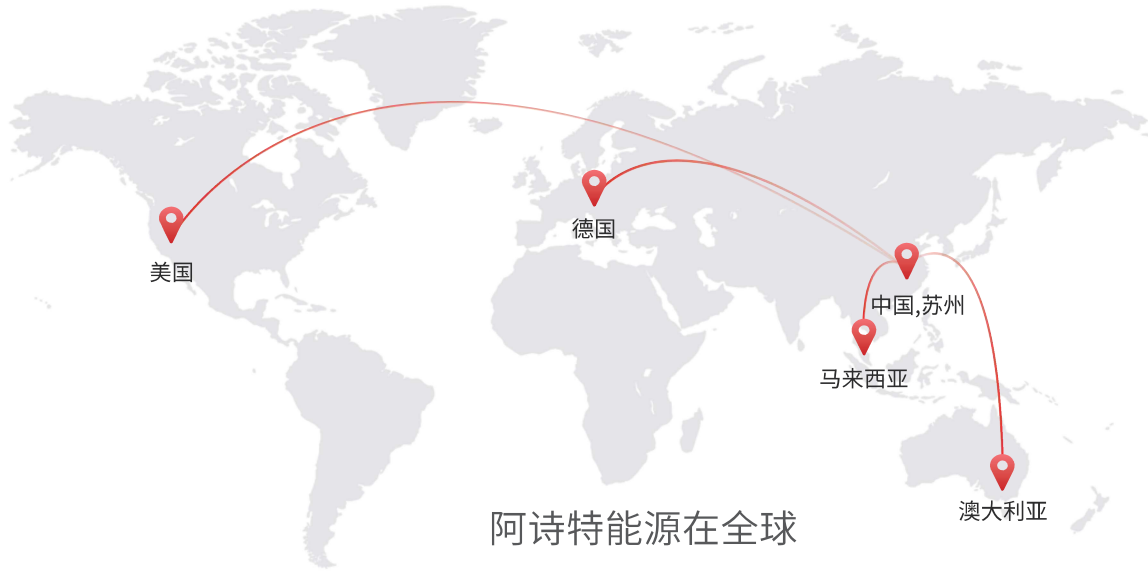 德国
美国
中国,苏州
马来西亚
澳大利亚
阿诗特能源在全球